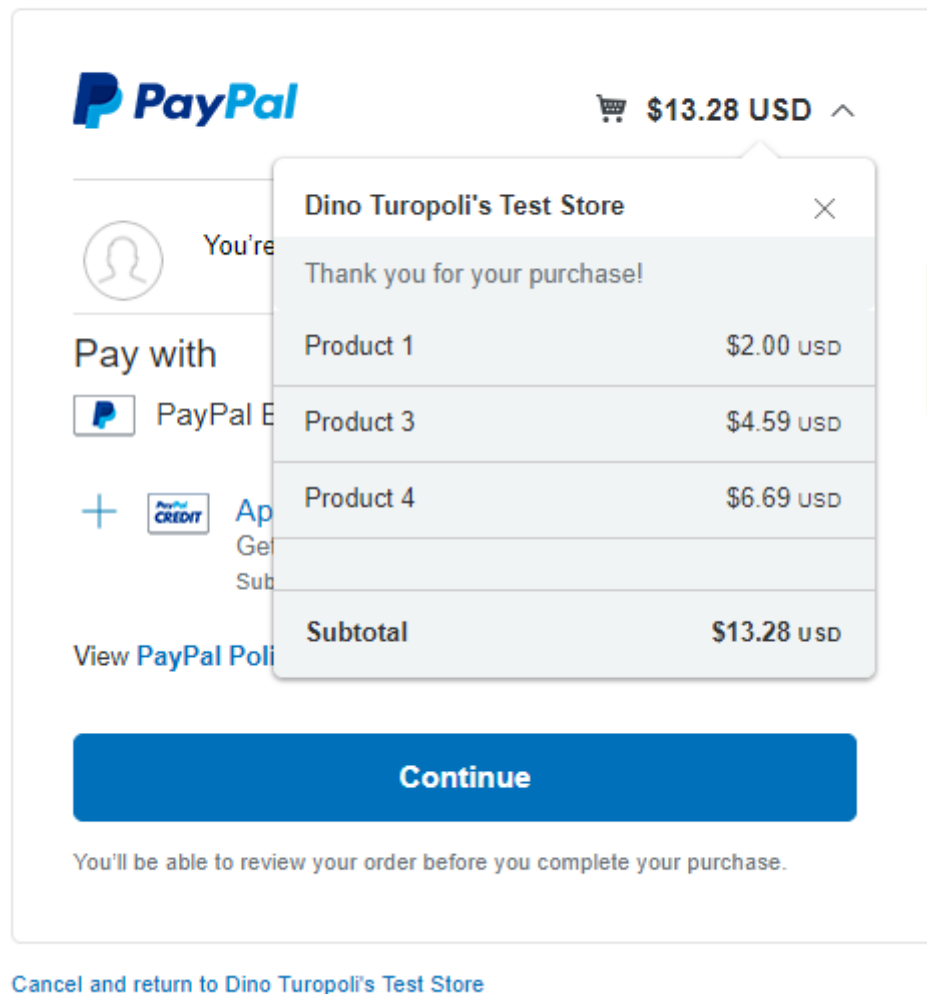 PayPal
$13.28 USD
Dino Turopoli's Test Store
You're
Thank you for your purchase!
Product 1 $2.00 USD
Pay with
PayPal
Product 3 $4.59 USD
Product 4 $6.69 USD
PayPal CREDIT
Subtotal $13.28 USD
View PayPal
Continue
You'll be able to review your order before you complete your purchase.
Cancel and return to Dino Turopoli's Test Store